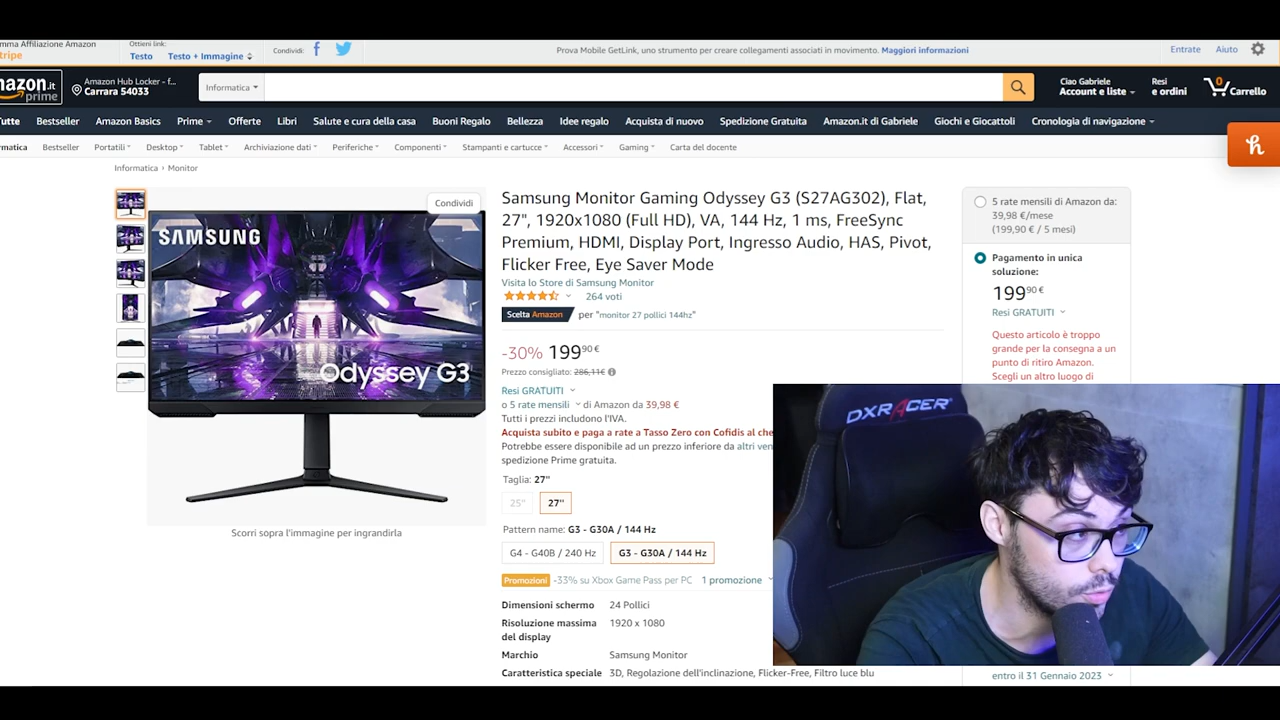 mma Affiliazione Amazon
tripe
Ottieni link:
Testo
Testo + Immagine
Condividi:
Prova Mobile GetLink, uno strumento per creare collegamenti associati in movimento. Maggiori informazioni
Entrate
Aiuto
mazon.it
prime
Amazon Hub Locker - f...
Carrara 54033
Informatica
Ciao Gabriele
Account e liste
Resi
e ordini
0
Carrello
Tutte
Bestseller
Amazon Basics
Prime
Offerte
Libri
Salute e cura della casa
Buoni Regalo
Bellezza
Idee regalo
Acquista di nuovo
Spedizione Gratuita
Amazon.it di Gabriele
Giochi e Giocattoli
Cronologia di navigazione
rmatica
Bestseller
Portatili
Desktop
Tablet
Archiviazione dati
Periferiche
Componenti
Stampanti e cartucce
Accessori
Gaming
Carta del docente
h
Informatica › Monitor
Condividi
SAMSUNG
Odyssey G3
Scorri sopra l'immagine per ingrandirla
Samsung Monitor Gaming Odyssey G3 (S27AG302), Flat,
27", 1920x1080 (Full HD), VA, 144 Hz, 1 ms, FreeSync
Premium, HDMI, Display Port, Ingresso Audio, HAS, Pivot,
Flicker Free, Eye Saver Mode
Visita lo Store di Samsung Monitor
264 voti
Scelta Amazon per "monitor 27 pollici 144hz"
-30% 199,90 €
Prezzo consigliato: 286,11€
Resi GRATUITI
o 5 rate mensili di Amazon da 39,98 €
Tutti i prezzi includono l'IVA.
Acquista subito e paga a rate a Tasso Zero con Cofidis al che
Potrebbe essere disponibile ad un prezzo inferiore da altri ven
spedizione Prime gratuita.
Taglia: 27''
25''
27''
Pattern name: G3 - G30A / 144 Hz
G4 - G40B / 240 Hz
G3 - G30A / 144 Hz
Promozioni -33% su Xbox Game Pass per PC 1 promozione
Dimensioni schermo 24 Pollici
Risoluzione massima 1920 x 1080
del display
Marchio Samsung Monitor
Caratteristica speciale 3D, Regolazione dell'inclinazione, Flicker-Free, Filtro luce blu
5 rate mensili di Amazon da:
39,98 €/mese
(199,90 € / 5 mesi)
Pagamento in unica
soluzione:
199,90 €
Resi GRATUITI
Questo articolo è troppo
grande per la consegna a un
punto di ritiro Amazon.
Scegli un altro luogo di
DXRACER
entro il 31 Gennaio 2023